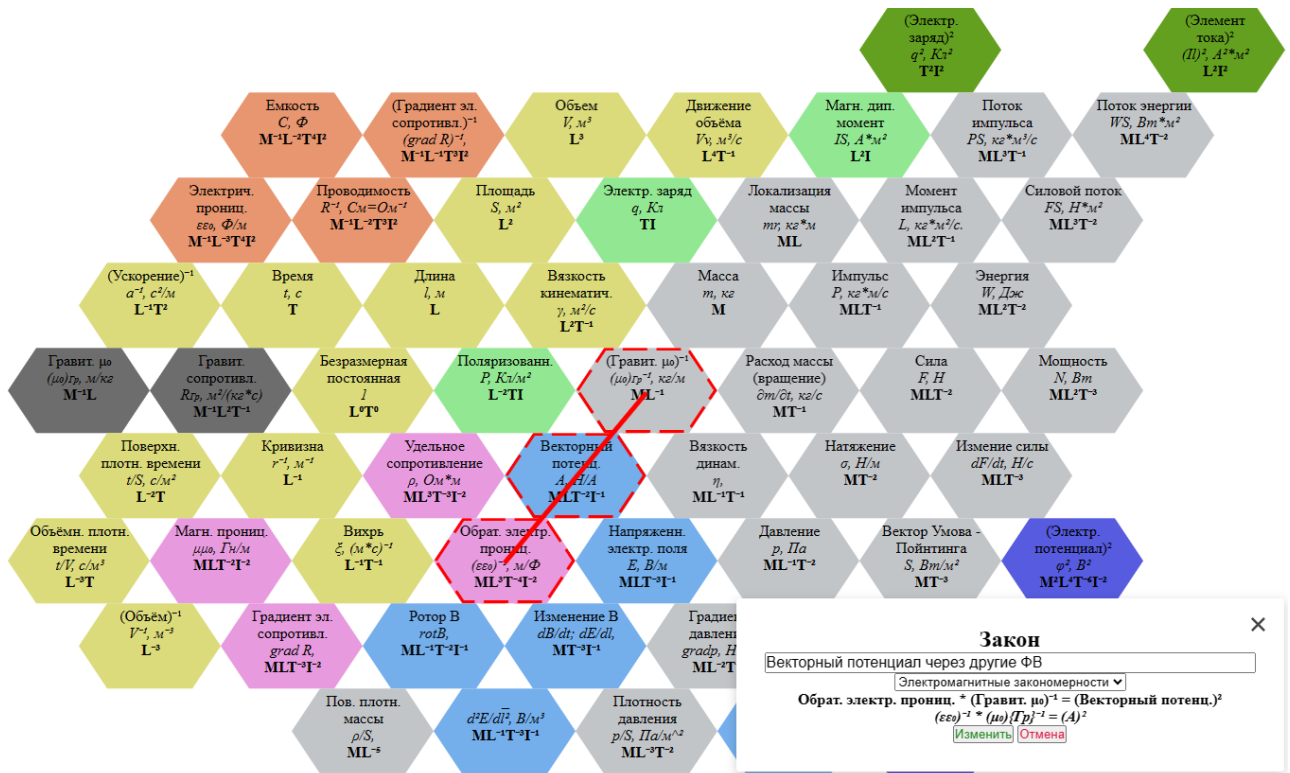 (Электр.
заряд)²
q², Кл²
T²I²
(Элемент
тока)²
(Il)², A²*м²
L²I²
Емкость
C, Ф
M⁻¹L⁻²T⁴I²
(Градиент эл.
сопротивл.)⁻¹
(grad R)⁻¹,
M⁻¹L⁻¹T³I²
Объем
V, м³
L³
Движение
объёма
Vv, м³/с
L⁴T⁻¹
Магн. дип.
момент
IS, A*м²
L²I
Поток
импульса
PS, кг*м³/с
ML³T⁻¹
Поток энергии
WS, Вт*м²
ML⁴T⁻²
Электрич.
прониц.
εε₀, Ф/м
M⁻¹L⁻³T⁴I²
Проводимость
R⁻¹, См=Ом⁻¹
M⁻¹L⁻²T³I²
Площадь
S, м²
L²
Электр. заряд
q, Кл
TI
Локализация
массы
mr, кг*м
ML
Момент
импульса
L, кг*м²/с.
ML²T⁻¹
Силовой поток
FS, Н*м²
ML³T⁻²
(Ускорение)⁻¹
a⁻¹, с²/м
L⁻¹T²
Время
t, с
T
Длина
l, м
L
Вязкость
кинематич.
γ, м²/с
L²T⁻¹
Масса
m, кг
M
Импульс
P, кг*м/с
MLT⁻¹
Энергия
W, Дж
ML²T⁻²
Гравит. μ₀
(μ₀)гр, м/кг
M⁻¹L
Гравит.
сопротивл.
Rгр, м²/(кг*с)
M⁻¹L²T⁻¹
Безразмерная
постоянная
1
L⁰T⁰
Поляризованн.
P, Кл/м²
L⁻²TI
(Гравит. μ₀)⁻¹
(μ₀)гр⁻¹, кг/м
ML⁻¹
Расход массы
(вращение)
∂m/∂t, кг/с
MT⁻¹
Сила
F, Н
MLT⁻²
Мощность
N, Вт
ML²T⁻³
Поверхн.
плотн. времени
t/S, с/м²
L⁻²T
Кривизна
r⁻¹, м⁻¹
L⁻¹
Удельное
сопротивление
ρ, Ом*м
ML³T⁻³I⁻²
Векторный
потенц.
A, Н/А
MLT⁻²I⁻¹
Вязкость
динам.
η,
ML⁻¹T⁻¹
Натяжение
σ, Н/м
MT⁻²
Измение силы
dF/dt, Н/с
MLT⁻³
Объёмн. плотн.
времени
t/V, с/м³
L⁻³T
Магн. прониц.
μμ₀, Гн/м
MLT⁻²I⁻²
Вихрь
ξ, (м*с)⁻¹
L⁻¹T⁻¹
Обрат. электр.
прониц.
(εε₀)⁻¹, м/Ф
ML³T⁻⁴I⁻²
Напряженн.
электр. поля
E, В/м
MLT⁻³I⁻¹
Давление
p, Па
ML⁻¹T⁻²
Вектор Умова -
Пойнтинга
S, Вт/м²
MT⁻³
(Электр.
потенциал)²
φ², В²
M²L⁴T⁻⁶I⁻²
(Объём)⁻¹
V⁻¹, м⁻³
L⁻³
Градиент эл.
сопротивл.
grad R,
MLT⁻³I⁻²
Ротор B
rotB,
ML⁻¹T⁻²I⁻¹
Изменение B
dB/dt; dE/dl,
MT⁻³I⁻¹
Градие
давлен
gradp, Н
ML⁻²T
Пов. плотн.
массы
ρ/S,
ML⁻⁵
d²E/dl², В/м³
ML⁻¹T⁻³I⁻¹
Плотность
давления
p/S, Па/м^²
ML⁻³T⁻²
×
Закон
Векторный потенциал через другие ФВ
Электромагнитные закономерности
Обрат. электр. прониц. * (Гравит. μ₀)⁻¹ = (Векторный потенц.)²
(εε₀)⁻¹ * (μ₀){Гр}⁻¹ = (A)²
Изменить Отмена